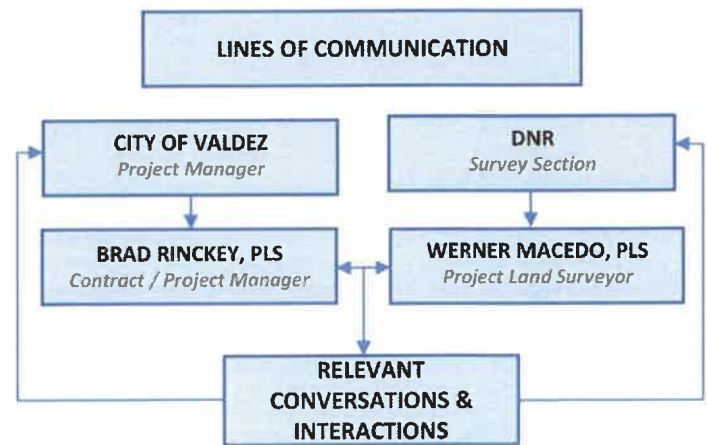 LINES OF COMMUNICATION
CITY OF VALDEZ
Project Manager
DNR
Survey Section
BRAD RINCKEY, PLS
Contract / Project Manager
WERNER MACEDO, PLS
Project Land Surveyor
RELEVANT
CONVERSATIONS &
INTERACTIONS